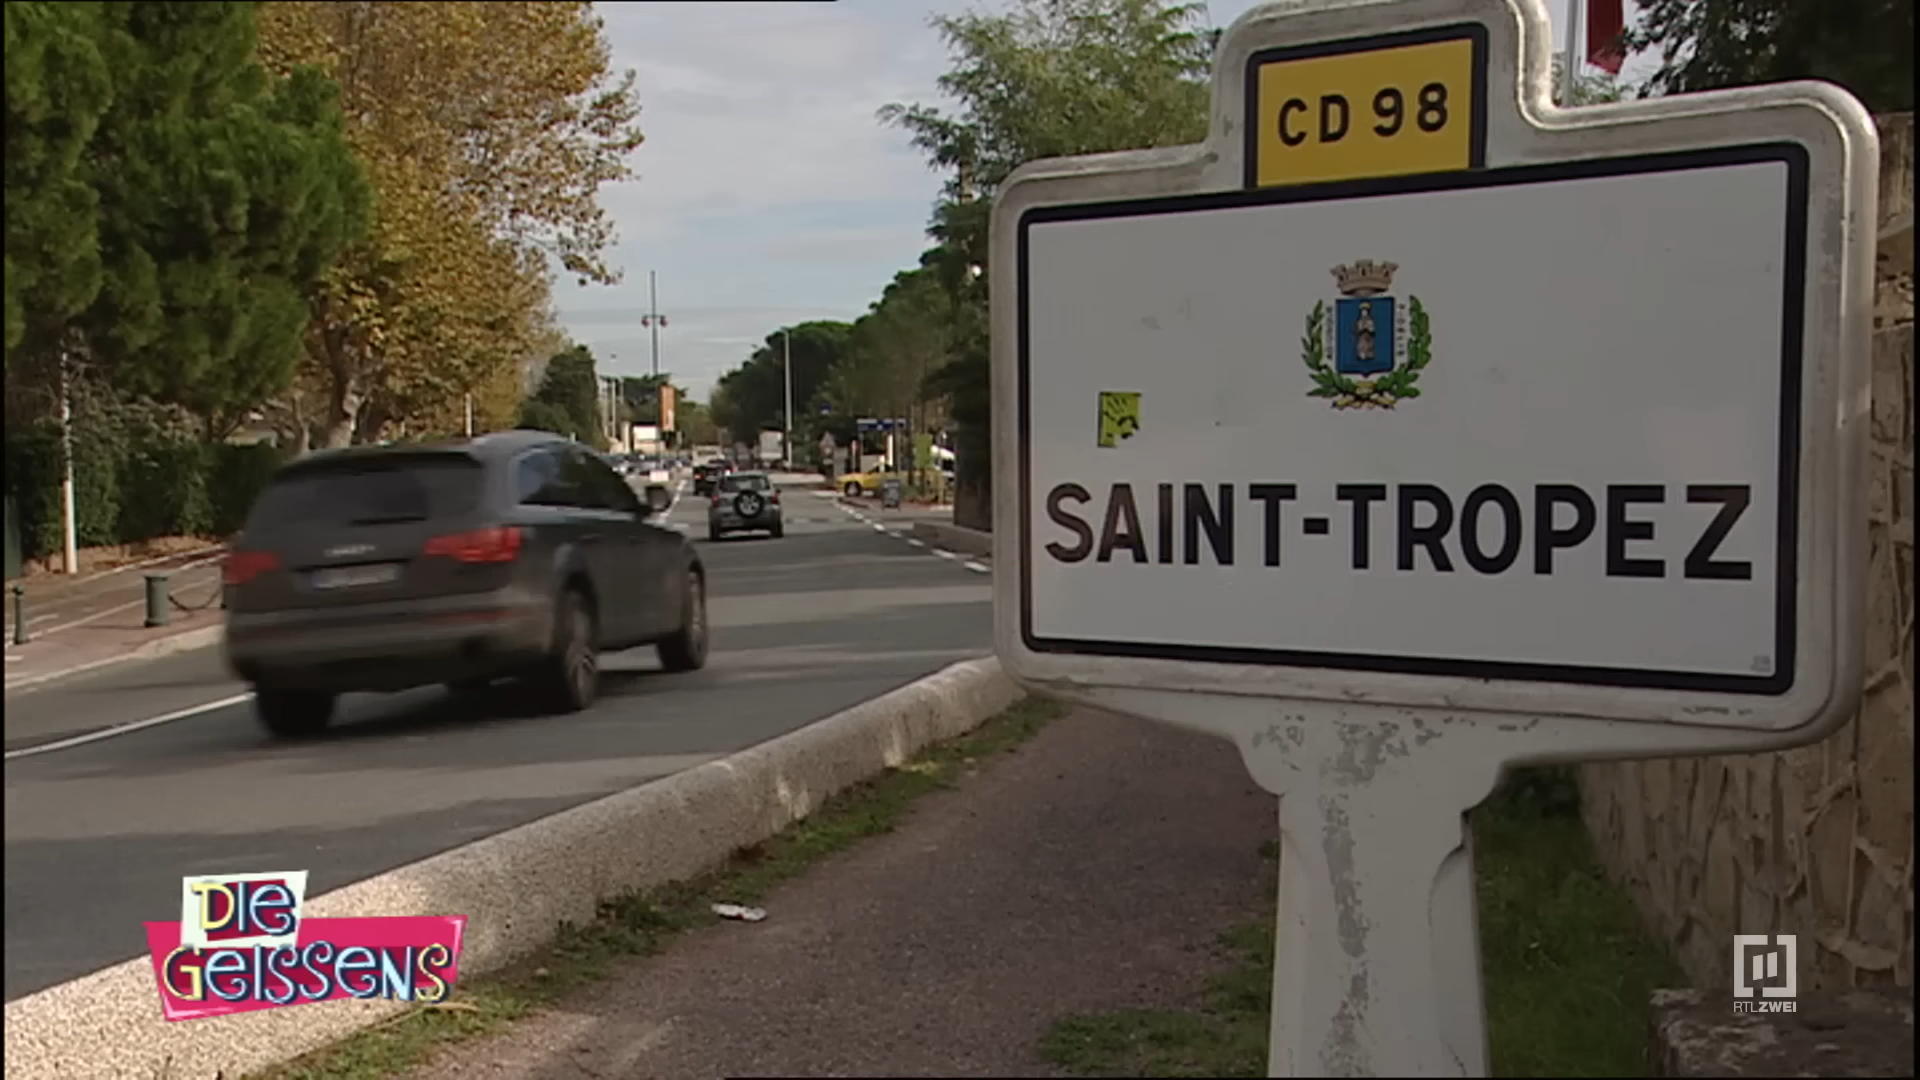 CD 98
SAINT-TROPEZ
DIE
GEISSENS
RTLZWEI